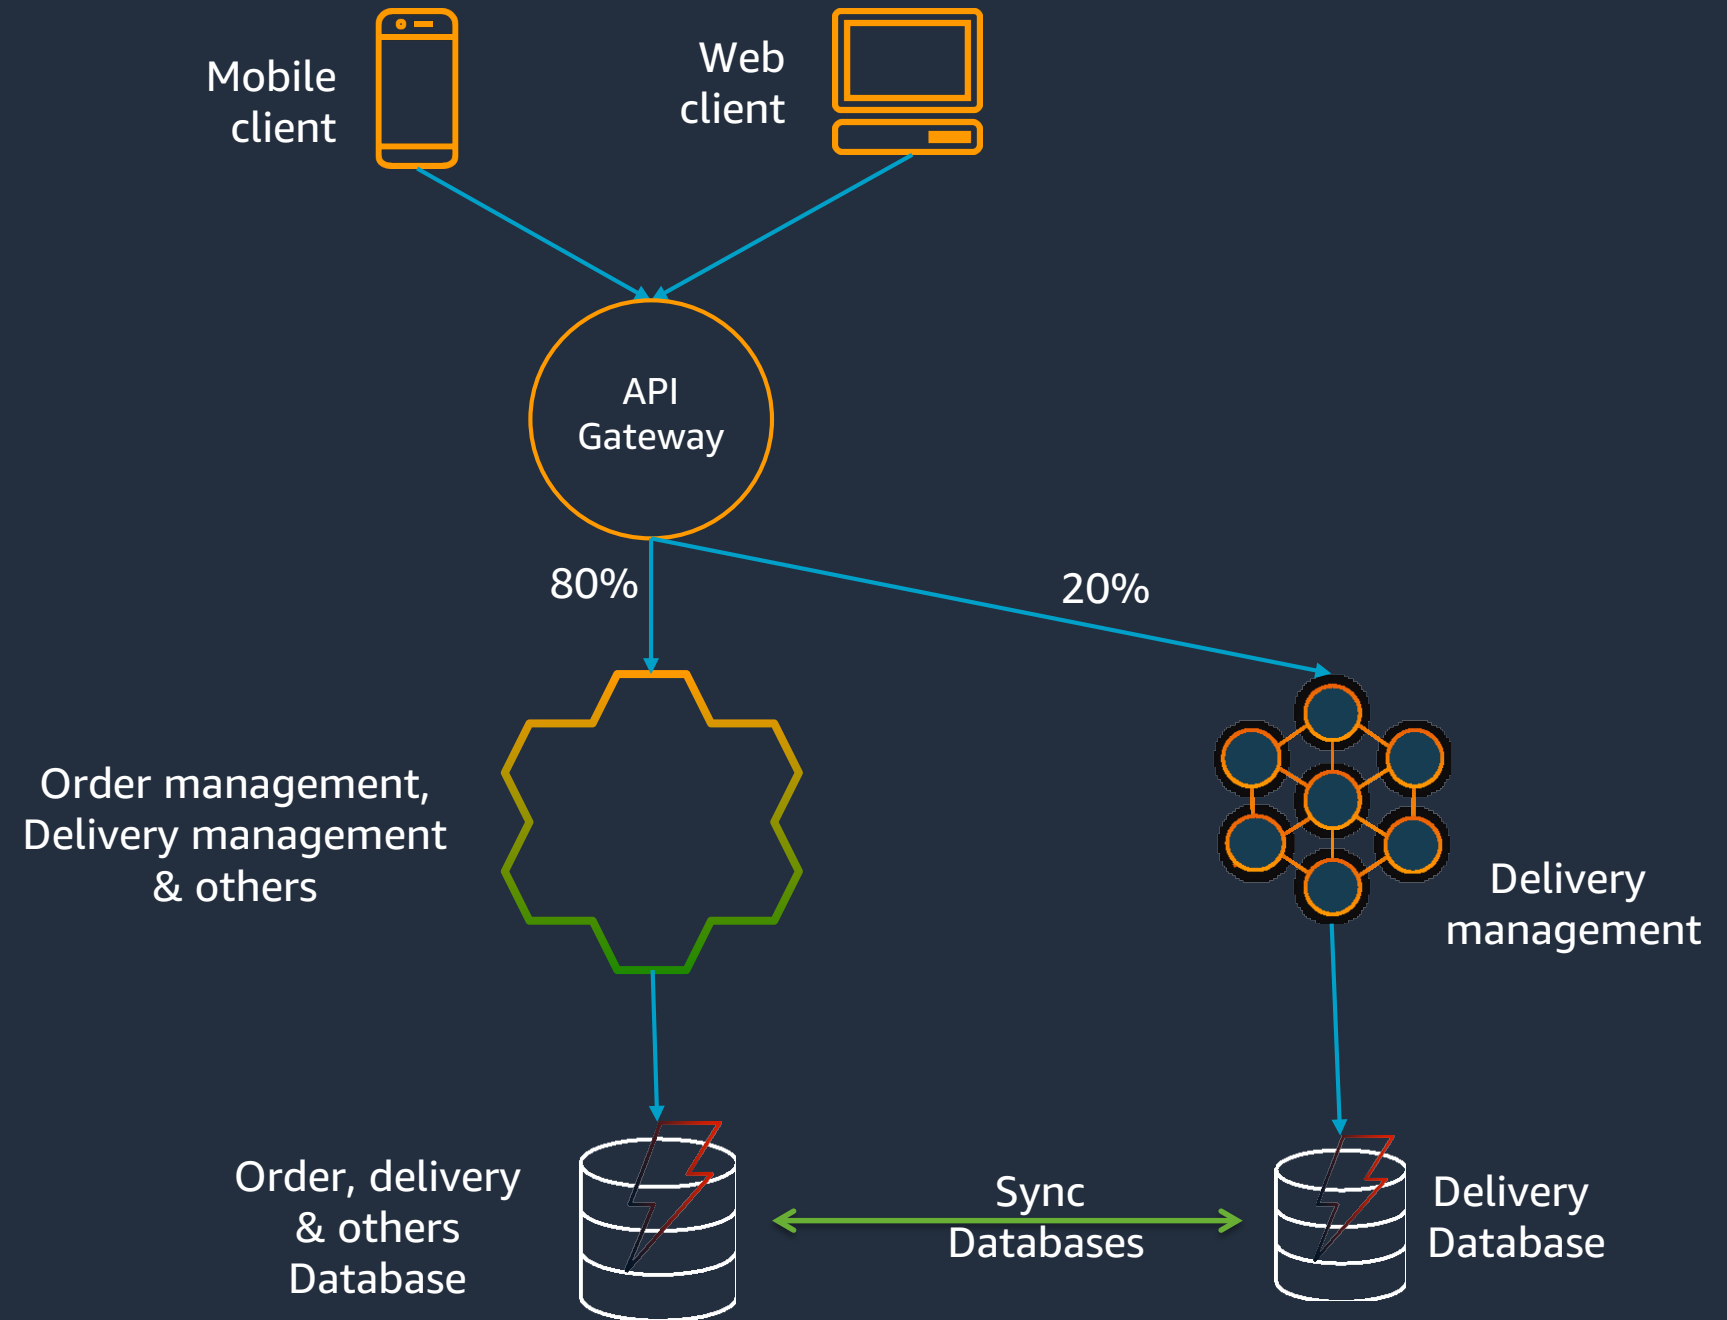 Mobile
client
Web
client
API
Gateway
80%
20%
Order management,
Delivery management
& others
Delivery
management
Order, delivery
& others
Database
Sync
Databases
Delivery
Database